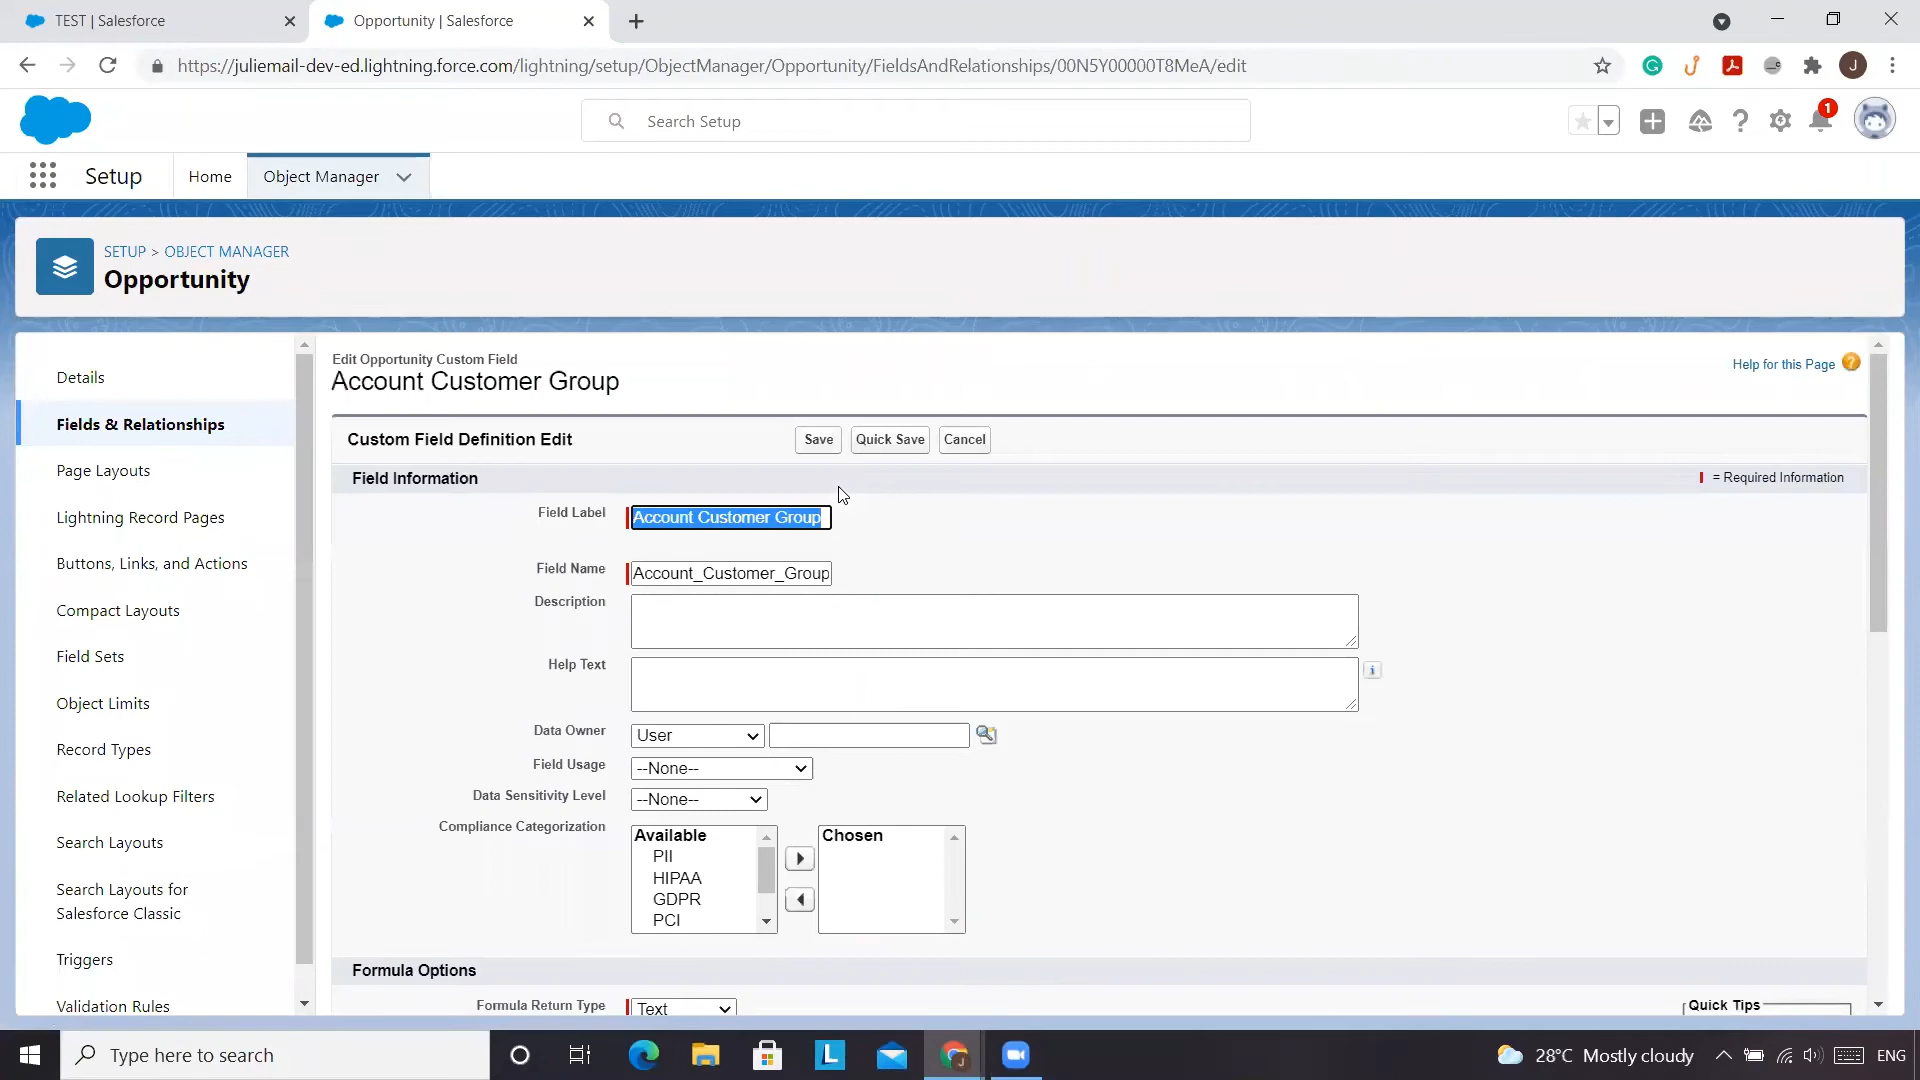 TEST | Salesforce
Opportunity | Salesforce
https://juliemail-dev-ed.lightning.force.com/lightning/setup/ObjectManager/Opportunity/FieldsAndRelationships/00N5Y00000T8MeA/edit
J
Search Setup
1
Setup
Home
Object Manager
SETUP > OBJECT MANAGER
Opportunity
Details
Fields & Relationships
Page Layouts
Lightning Record Pages
Buttons, Links, and Actions
Compact Layouts
Field Sets
Object Limits
Record Types
Related Lookup Filters
Search Layouts
Search Layouts for
Salesforce Classic
Triggers
Validation Rules
Edit Opportunity Custom Field
Account Customer Group
Help for this Page
Custom Field Definition Edit
Save
Quick Save
Cancel
Field Information
= Required Information
Field Label
Account Customer Group
Field Name
Account_Customer_Group
Description
Help Text
Data Owner
User
Field Usage
--None--
Data Sensitivity Level
--None--
Compliance Categorization
Available
PII
HIPAA
GDPR
PCI
Chosen
Formula Options
Formula Return Type
Text
Quick Tips
Type here to search
L
28°C Mostly cloudy
ENG